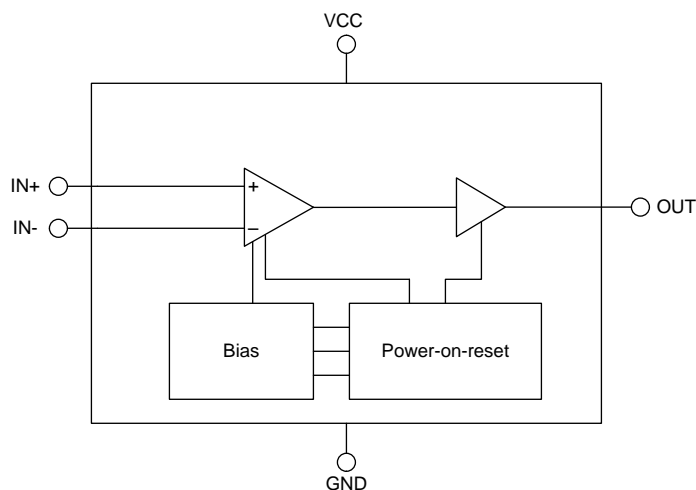 VCC
IN+
IN-
+
−
OUT
Bias
Power-on-reset
GND